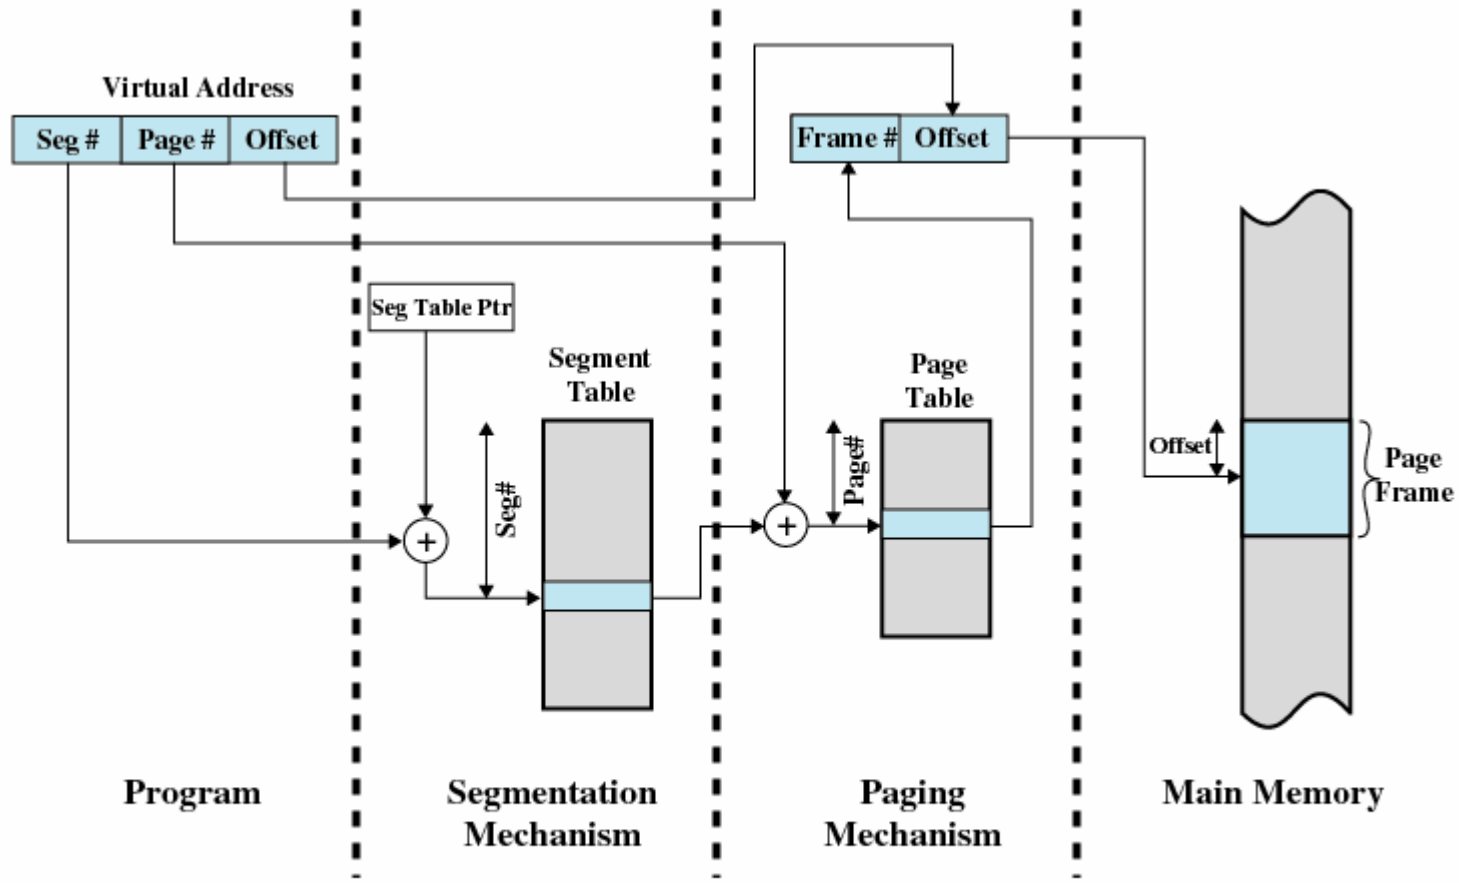 Virtual Address
Seg # Page # Offset
Frame # Offset
Seg Table Ptr
Segment
Table
Page
Table
Seg#
Page#
+
+
Offset
Page
Frame
Program
Segmentation
Mechanism
Paging
Mechanism
Main Memory